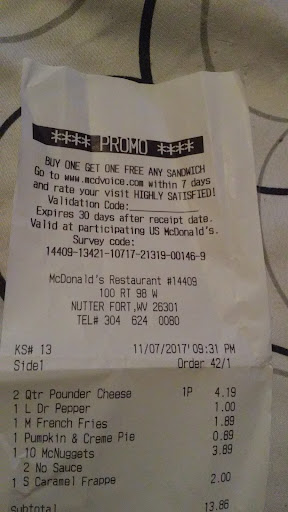 **** PROMO ****
BUY ONE GET ONE FREE ANY SANDWICH
Go to www.mcdvoice.com within 7 days
and rate your visit HIGHLY SATISFIED!
Validation Code:____________
Expires 30 days after receipt date.
Valid at participating US McDonald's.
Survey code:
14409-13421-10717-21319-00146-9
McDonald's Restaurant #14409
100 RT 98 W
NUTTER FORT,WV 26301
TEL# 304 624 0080
KS# 13 11/07/2017 09:31 PM
Side1 Order 42/1
2 Qtr Pounder Cheese 1P 4.19
1 L Dr Pepper 1.00
1 M French Fries 1.89
1 Pumpkin & Creme Pie 0.89
1 10 McNuggets 3.89
2 No Sauce
1 S Caramel Frappe 2.00
Subtotal 13.86